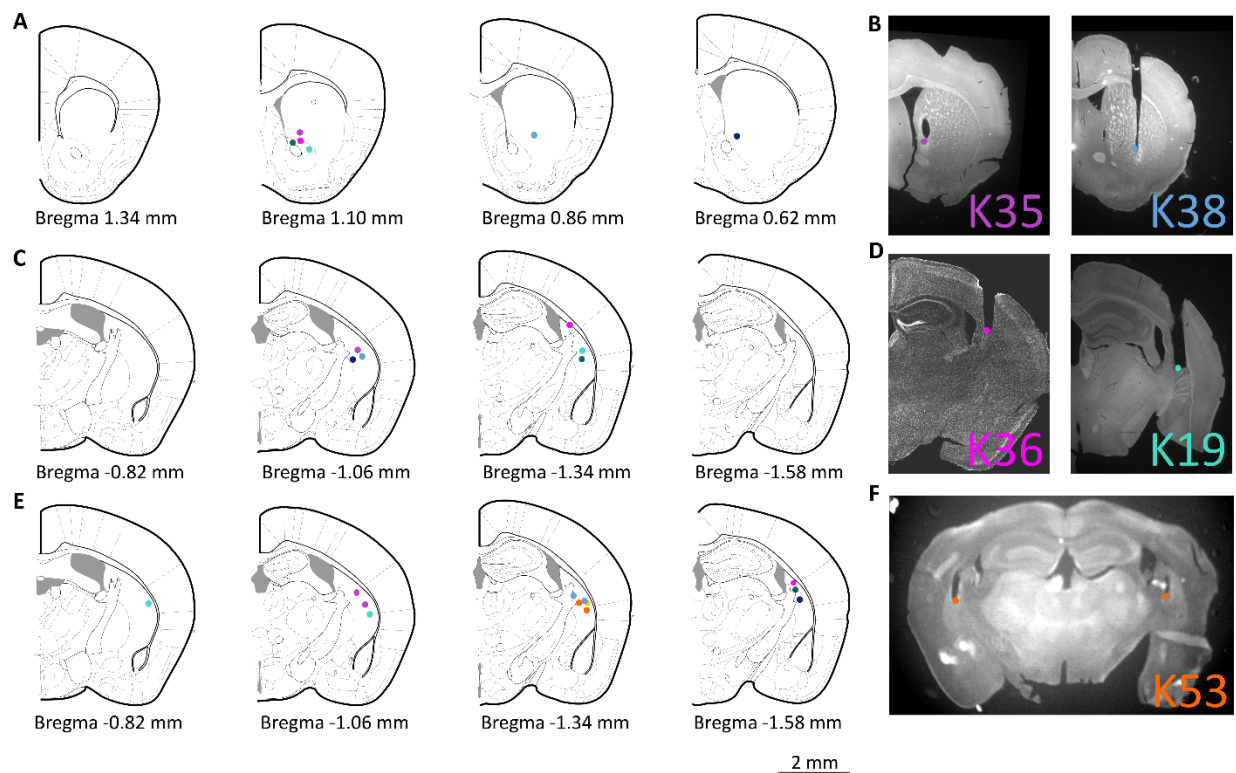 A
B
Bregma 1.34 mm
Bregma 1.10 mm
Bregma 0.86 mm
Bregma 0.62 mm
K35
K38
C
D
Bregma -0.82 mm
Bregma -1.06 mm
Bregma -1.34 mm
Bregma -1.58 mm
K36
K19
E
F
Bregma -0.82 mm
Bregma -1.06 mm
Bregma -1.34 mm
Bregma -1.58 mm
K53
2 mm